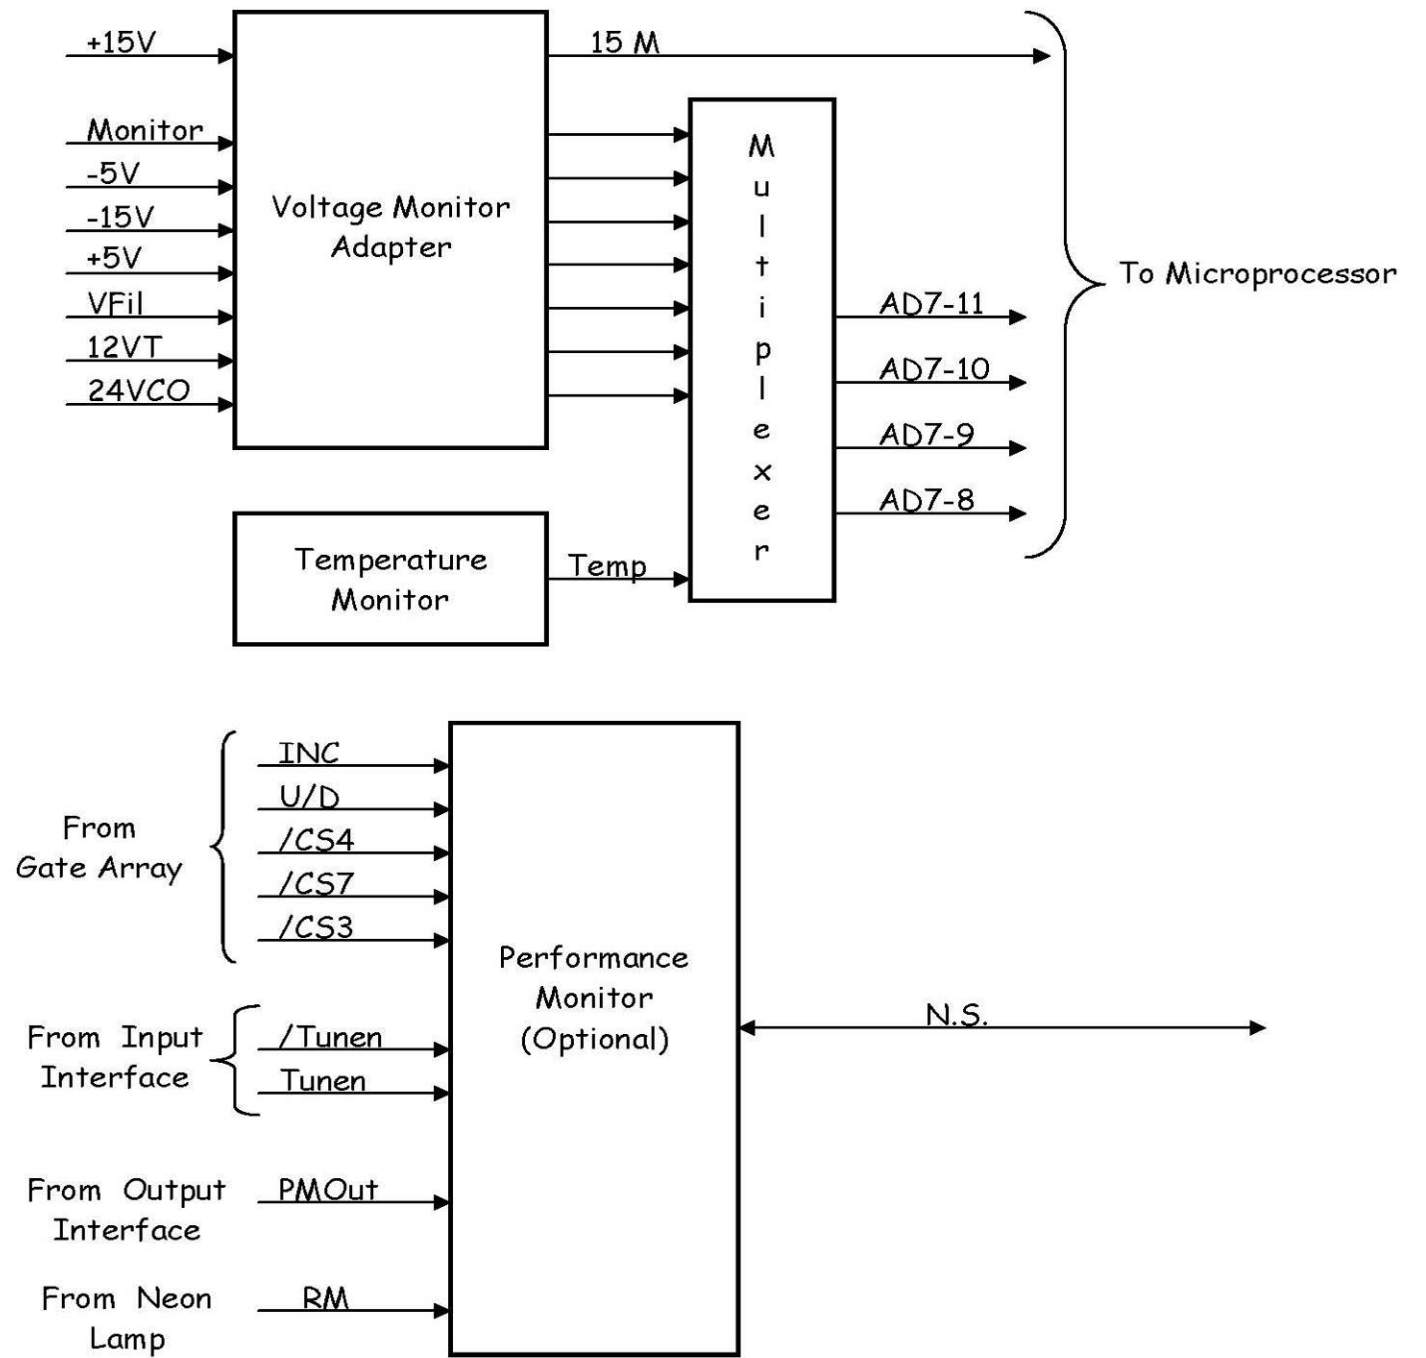 +15V
15 M
Monitor
-5V
-15V
+5V
VFil
12VT
24VCO
Voltage Monitor
Adapter
M
u
l
t
i
p
l
e
x
e
r
To Microprocessor
AD7-11
AD7-10
AD7-9
AD7-8
Temperature
Monitor
Temp
From
Gate Array
INC
U/D
/CS4
/CS7
/CS3
From Input
Interface
/Tunen
Tunen
From Output
Interface
PMOut
From Neon
Lamp
RM
Performance
Monitor
(Optional)
N.S.